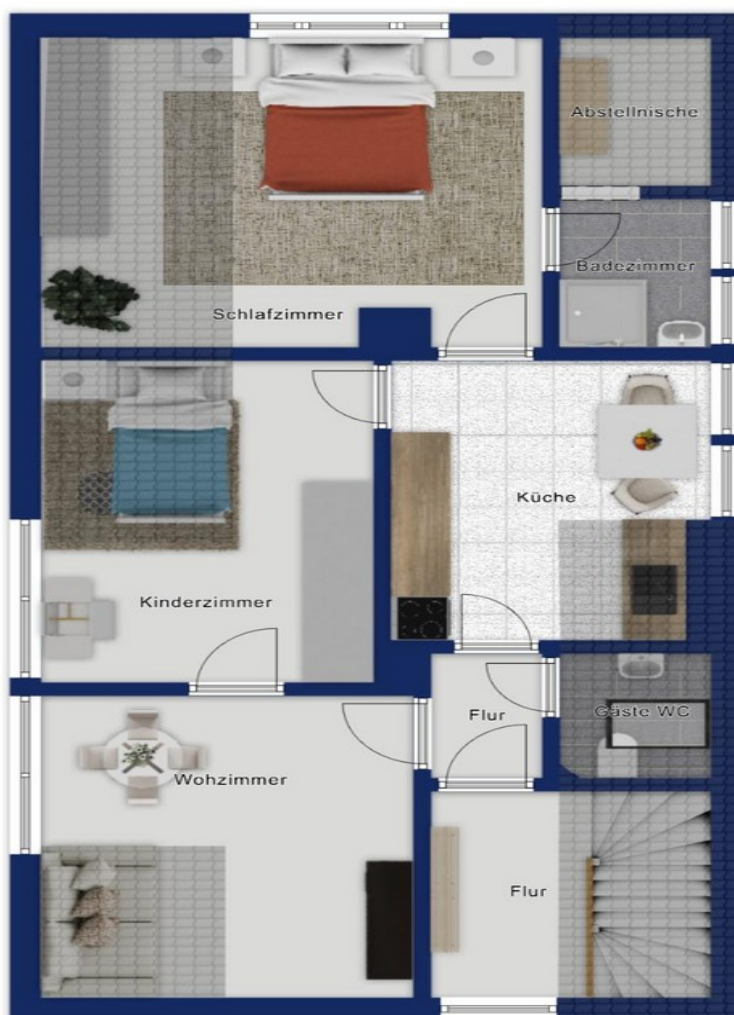 Abstellnische
Badezimmer
Schlafzimmer
Küche
Kinderzimmer
Flur
Gäste WC
Wohzimmer
Flur